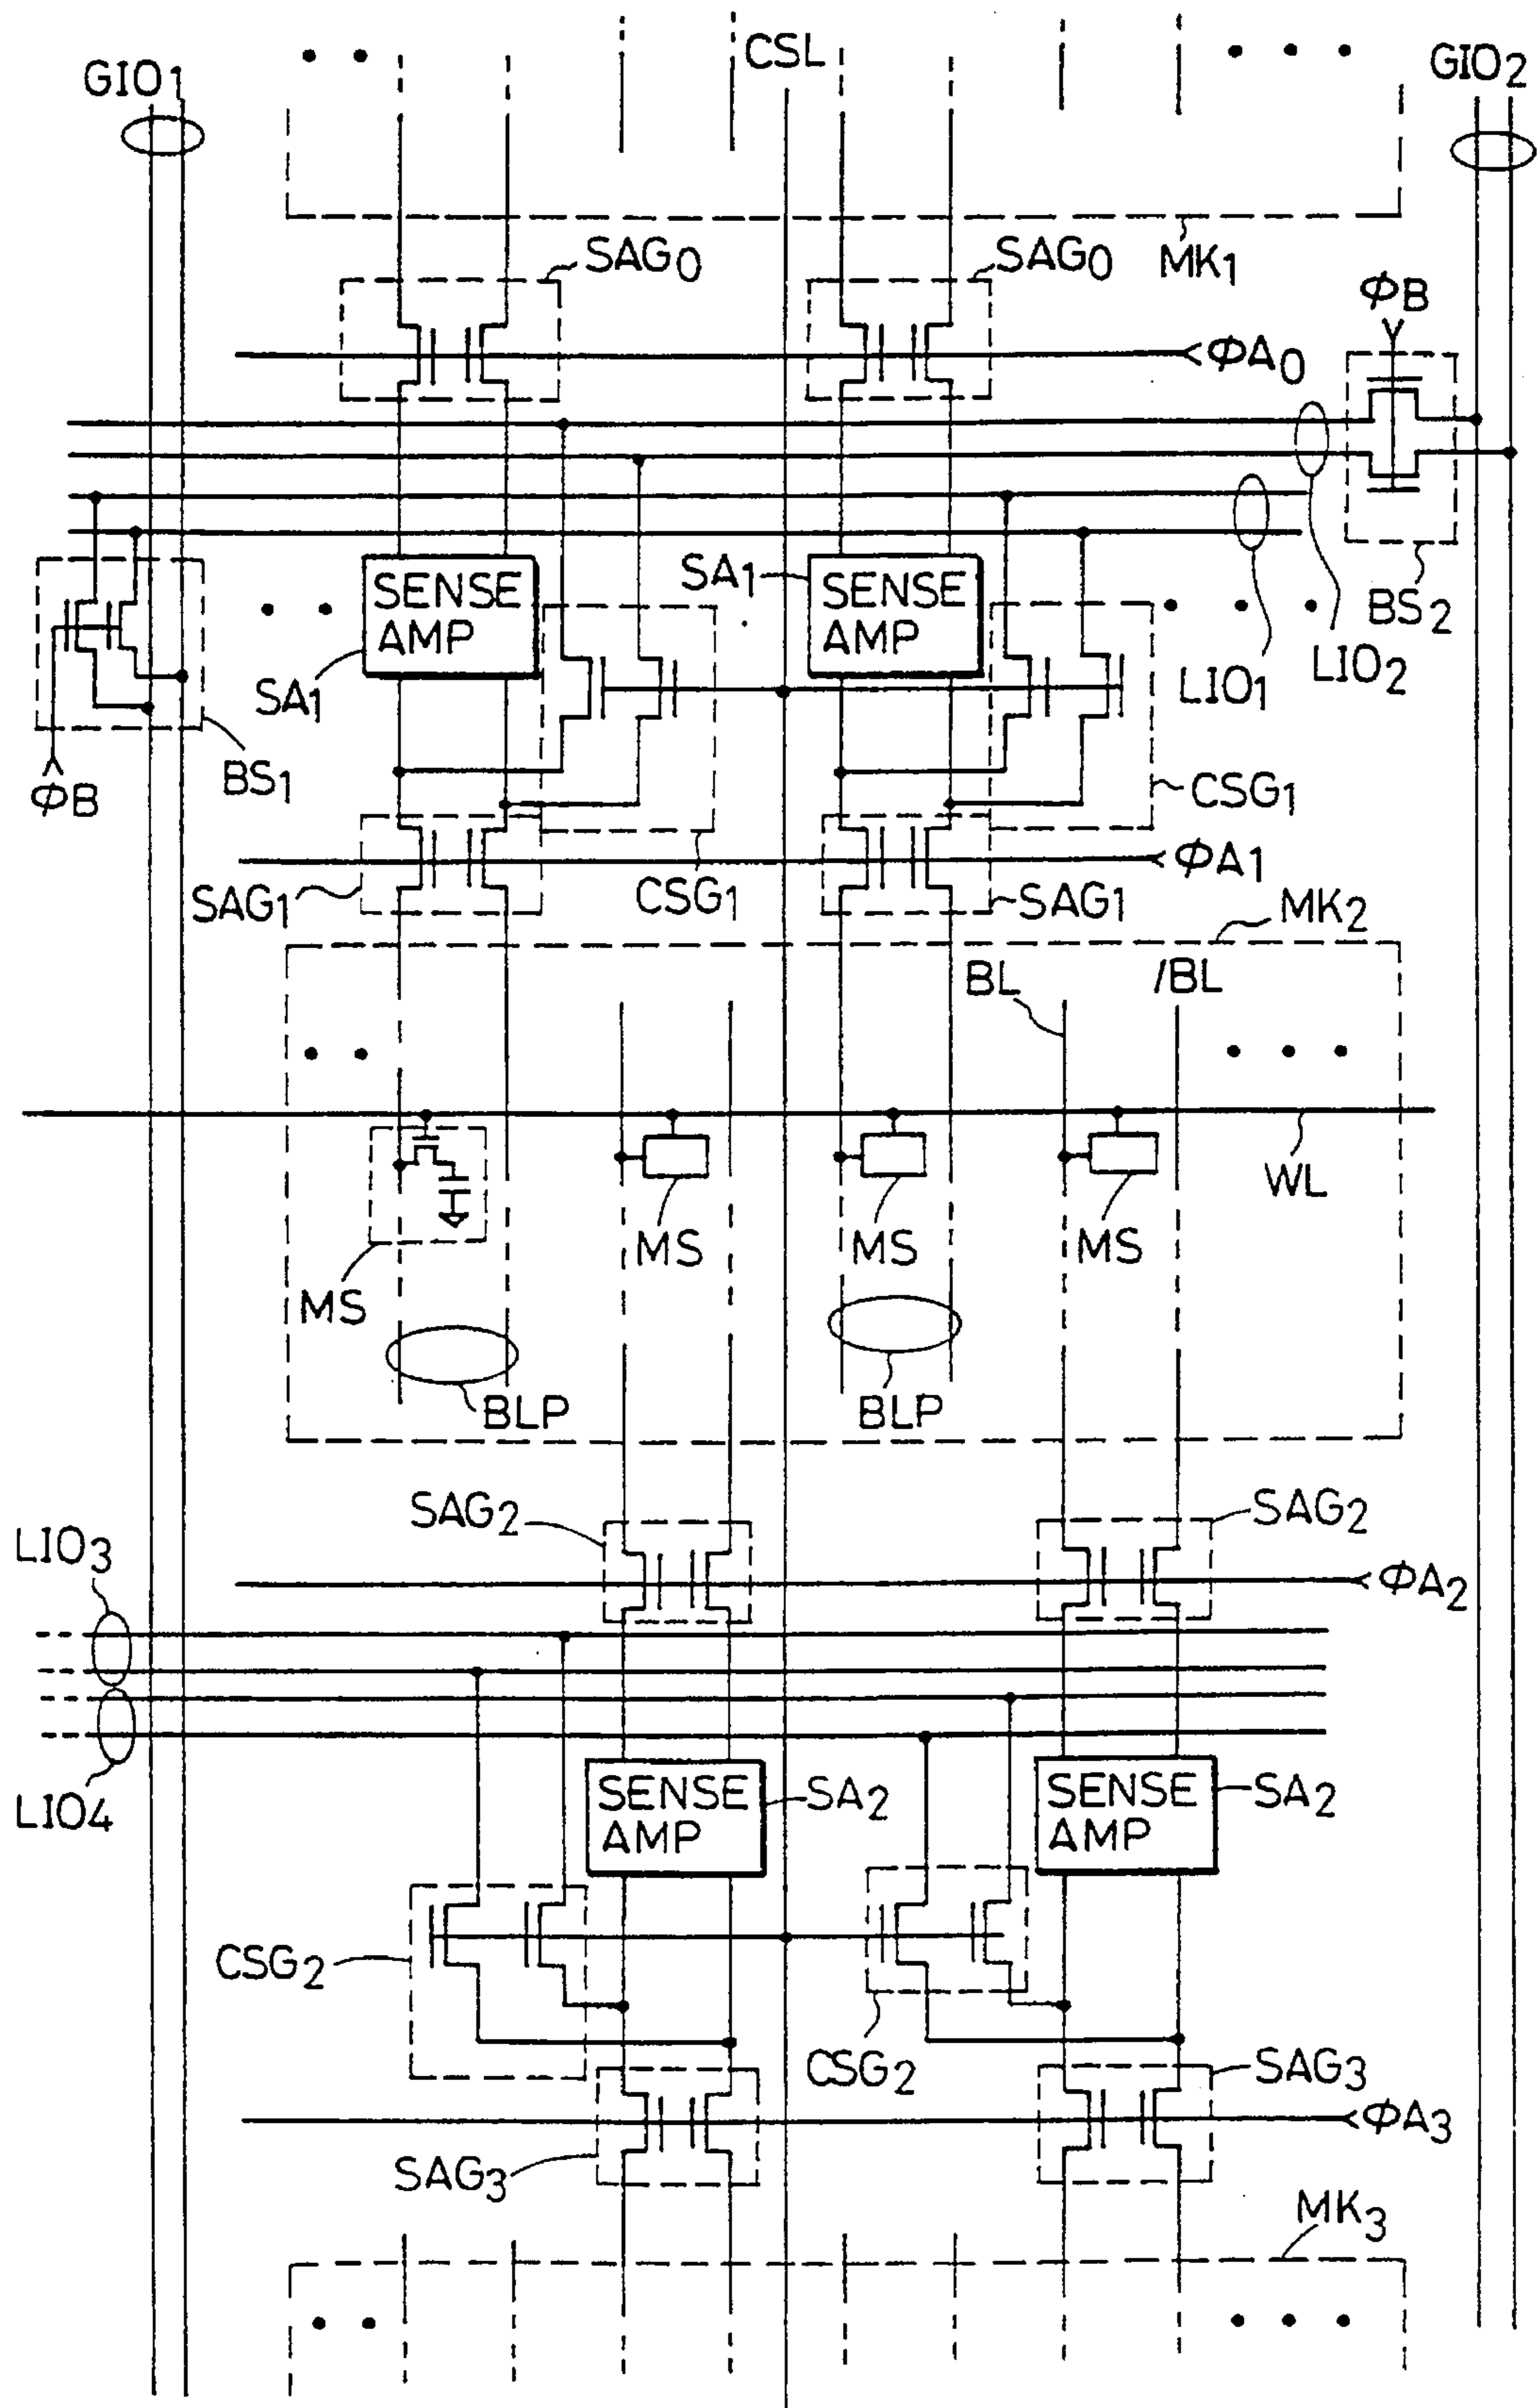 CSL
GIO1
GIO2
MK1
SAG0
SAG0
ΦB
ΦA0
SENSE AMP
SA1
SENSE AMP
BS2
LIO2
LIO1
SA1
BS1
ΦB
CSG1
ΦA1
SAG1
CSG1
SAG1
MK2
BL
/BL
WL
MS
MS
MS
MS
BLP
BLP
SAG2
SAG2
LIO3
ΦA2
SENSE AMP
SA2
SENSE AMP
SA2
LIO4
CSG2
CSG2
SAG3
ΦA3
SAG3
MK3